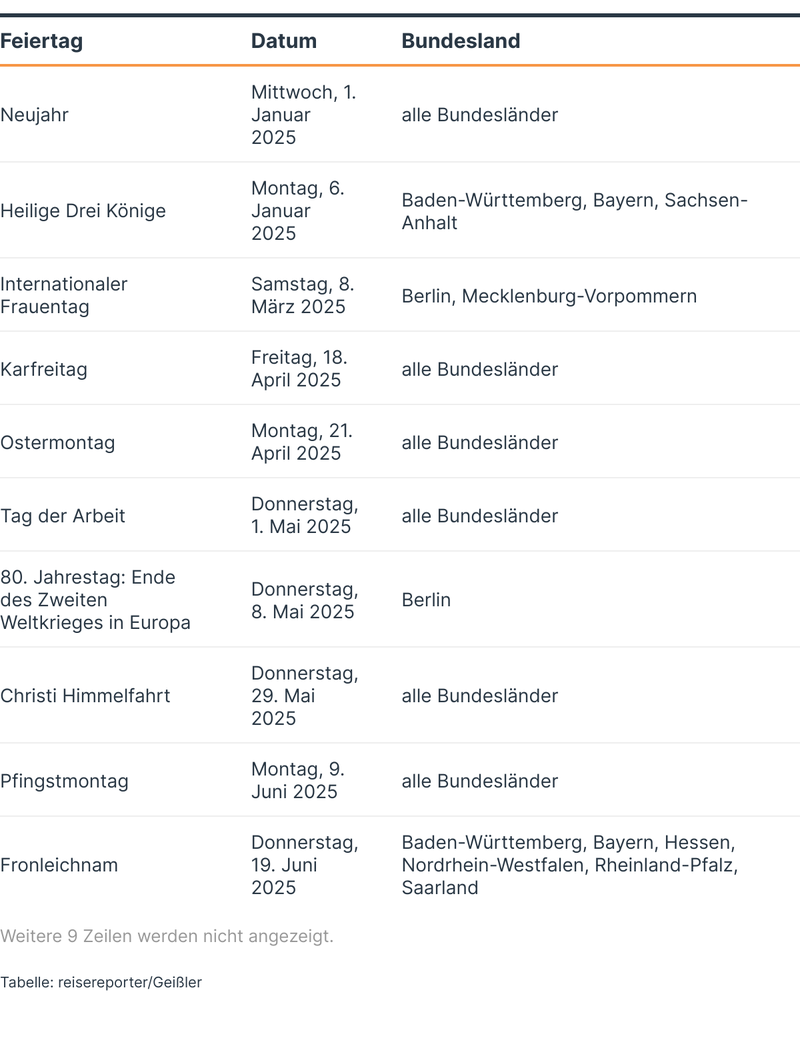 Feiertag Datum Bundesland
Neujahr
Mittwoch, 1.
Januar
2025
alle Bundesländer
Heilige Drei Könige
Montag, 6.
Januar
2025
Baden-Württemberg, Bayern, Sachsen-
Anhalt
Internationaler
Frauentag
Samstag, 8.
März 2025
Berlin, Mecklenburg-Vorpommern
Karfreitag
Freitag, 18.
April 2025
alle Bundesländer
Ostermontag
Montag, 21.
April 2025
alle Bundesländer
Tag der Arbeit
Donnerstag,
1. Mai 2025
alle Bundesländer
80. Jahrestag: Ende
des Zweiten
Weltkrieges in Europa
Donnerstag,
8. Mai 2025
Berlin
Christi Himmelfahrt
Donnerstag,
29. Mai
2025
alle Bundesländer
Pfingstmontag
Montag, 9.
Juni 2025
alle Bundesländer
Fronleichnam
Donnerstag,
19. Juni
2025
Baden-Württemberg, Bayern, Hessen,
Nordrhein-Westfalen, Rheinland-Pfalz,
Saarland
Weitere 9 Zeilen werden nicht angezeigt.
Tabelle: reisereporter/Geißler